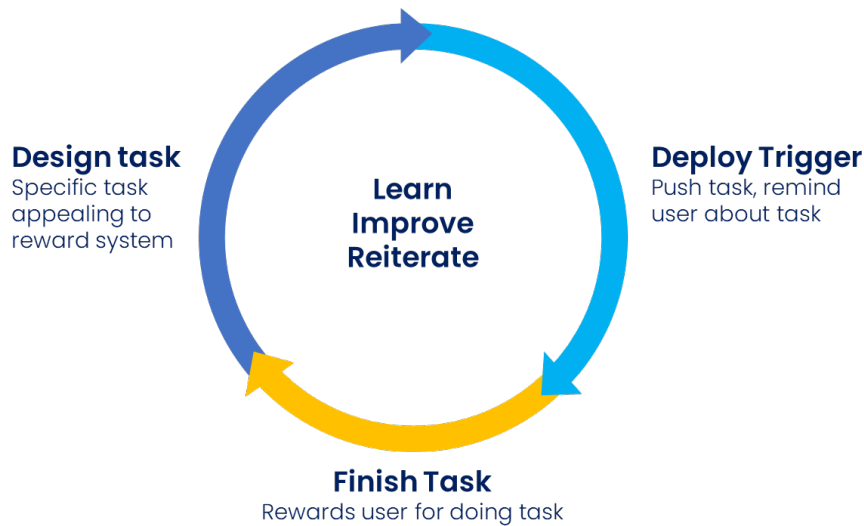 Design task
Specific task
appealing to
reward system
Learn
Improve
Reiterate
Deploy Trigger
Push task, remind
user about task
Finish Task
Rewards user for doing task